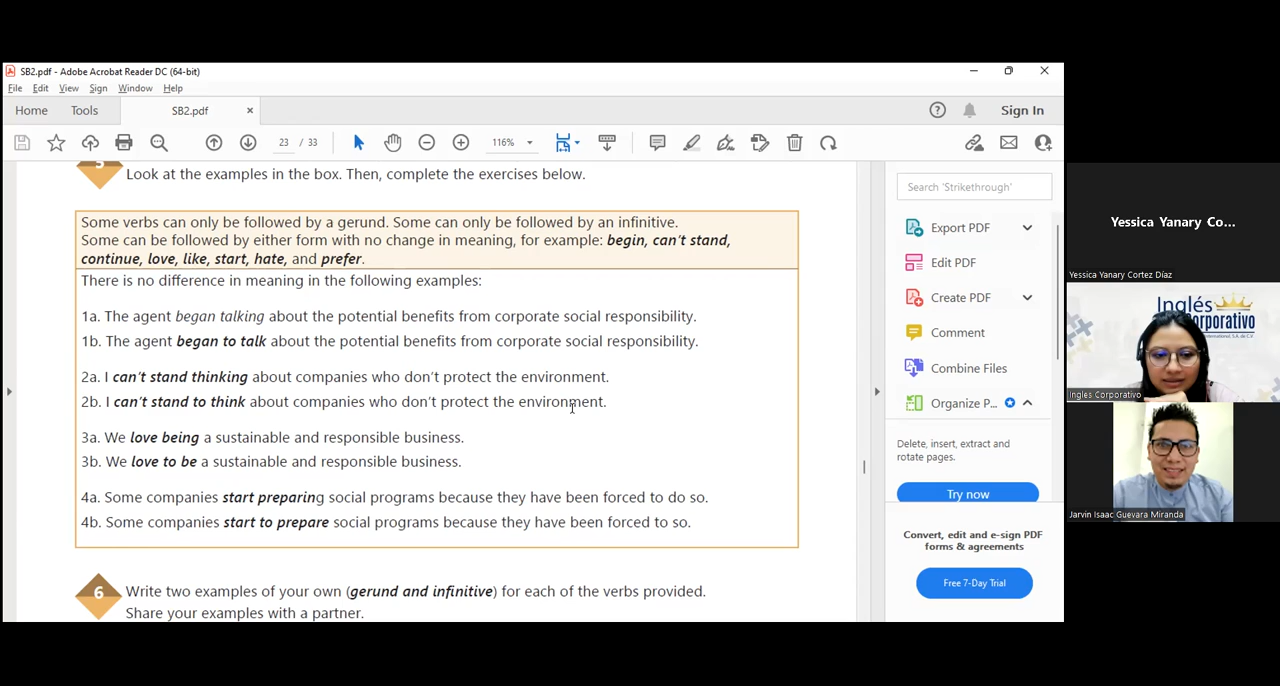 SB2.pdf - Adobe Acrobat Reader DC (64-bit)
File Edit View Sign Window Help
Home Tools SB2.pdf × Sign In
23 / 33 116%
5
Look at the examples in the box. Then, complete the exercises below.
Some verbs can only be followed by a gerund. Some can only be followed by an infinitive.
Some can be followed by either form with no change in meaning, for example: begin, can't stand,
continue, love, like, start, hate, and prefer.
There is no difference in meaning in the following examples:
1a. The agent began talking about the potential benefits from corporate social responsibility.
1b. The agent began to talk about the potential benefits from corporate social responsibility.
2a. I can't stand thinking about companies who don't protect the environment.
2b. I can't stand to think about companies who don't protect the environment.
3a. We love being a sustainable and responsible business.
3b. We love to be a sustainable and responsible business.
4a. Some companies start preparing social programs because they have been forced to do so.
4b. Some companies start to prepare social programs because they have been forced to so.
6
Write two examples of your own (gerund and infinitive) for each of the verbs provided.
Share your examples with a partner.
Search 'Strikethrough'
Export PDF
Edit PDF
Create PDF
Comment
Combine Files
Organize P...
Delete, insert, extract and
rotate pages.
Try now
Convert, edit and e-sign PDF
forms & agreements
Free 7-Day Trial
Yessica Yanary Co...
Yessica Yanary Cortez Díaz
Inglés
Corporativo
International, S.A. de C.V.
Ingles Corporativo
Jarvin Isaac Guevara Miranda